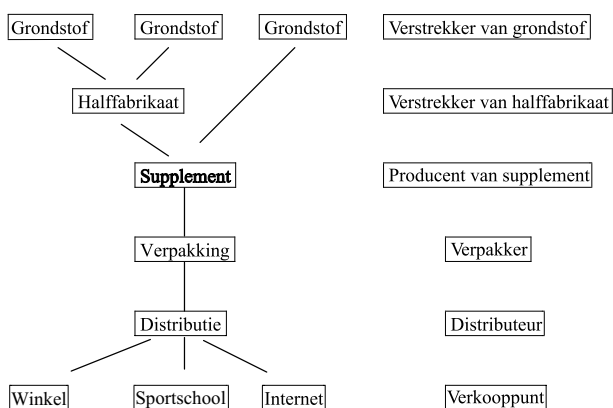 Grondstof Grondstof Grondstof Verstrekker van grondstof
Halffabrikaat Verstrekker van halffabrikaat
Supplement Producent van supplement
Verpakking Verpakker
Distributie Distributeur
Winkel Sportschool Internet Verkooppunt